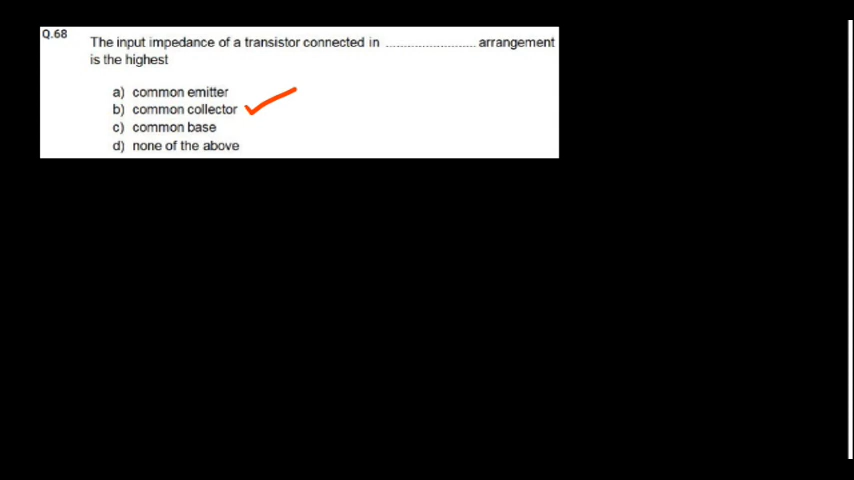 Q.68
The input impedance of a transistor connected in ............................ arrangement
is the highest
a) common emitter
b) common collector
c) common base
d) none of the above